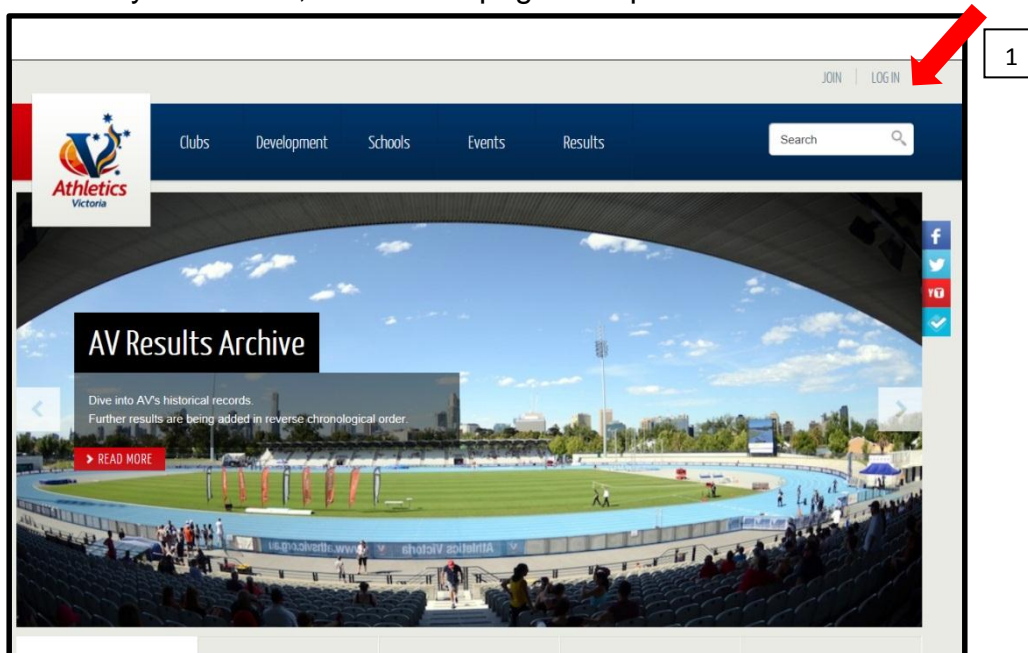 1
JOIN | LOG IN
Athletics
Victoria
Clubs Development Schools Events Results
Search
AV Results Archive
Dive into AV's historical records.
Further results are being added in reverse chronological order.
> READ MORE
Athletics Victoria